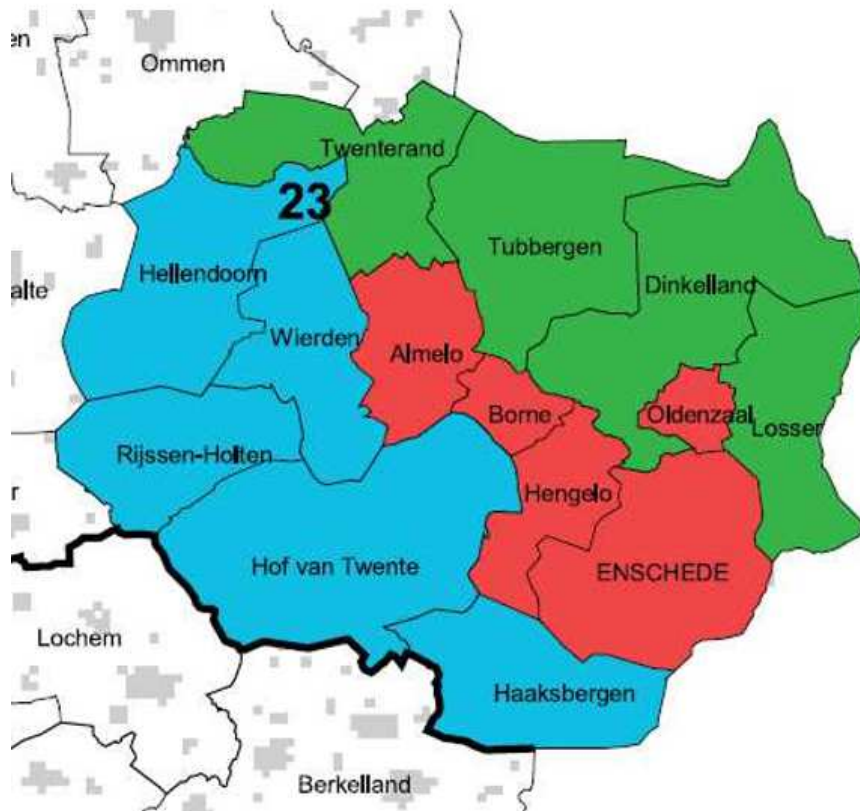 en
Ommen
Twenterand
23
Tubbergen
Hellendoorn
Dinkelland
alte
Wierden
Almelo
Borne
Oldenzaal
Losser
Rijssen-Holten
r
Hengelo
Hof van Twente
ENSCHEDE
Lochem
Haaksbergen
Berkelland